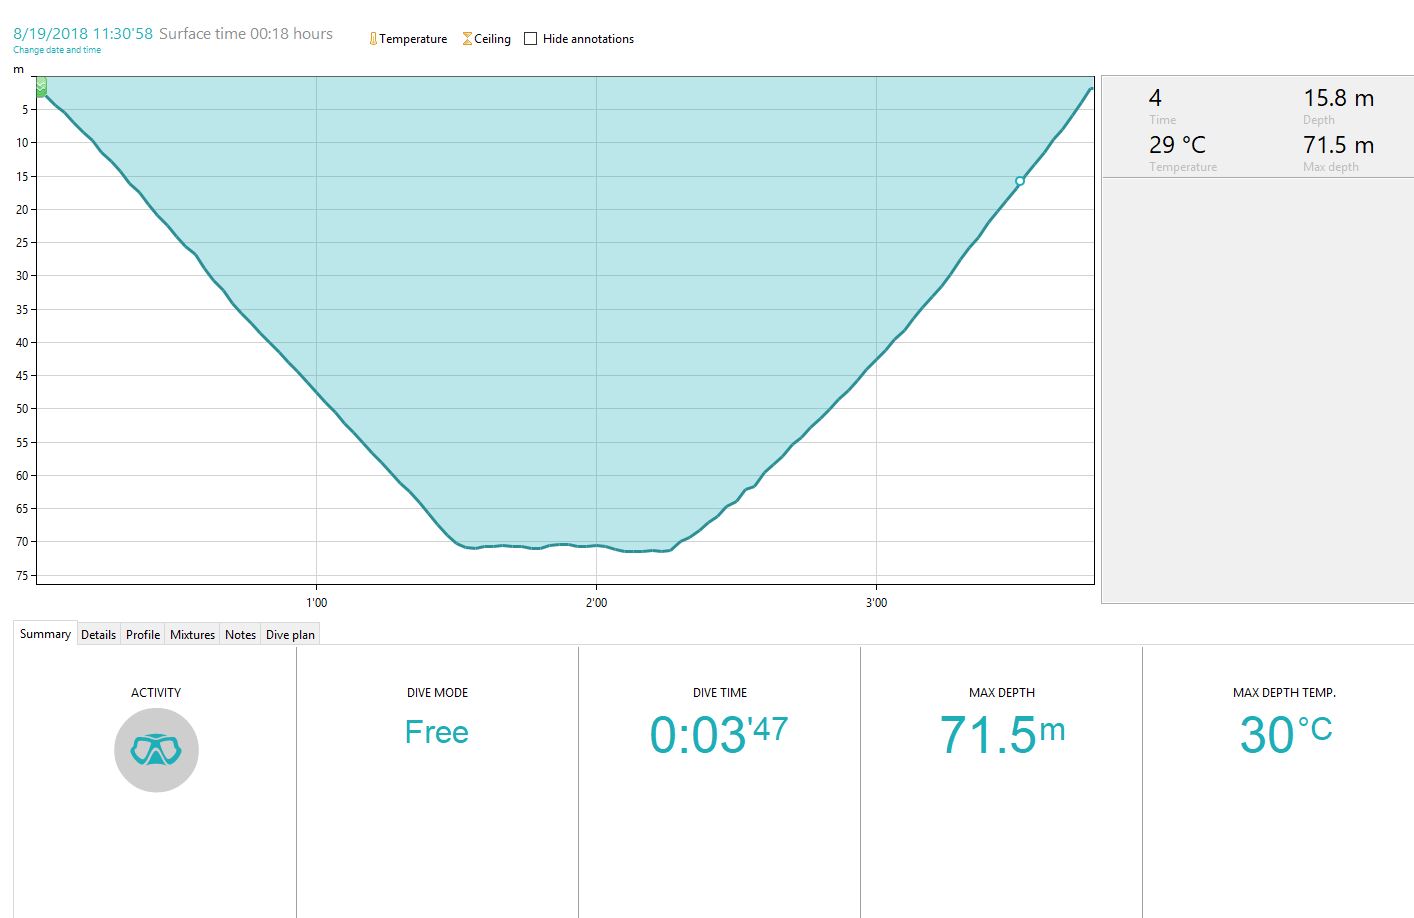 8/19/2018 11:30'58 Surface time 00:18 hours
Change date and time
Temperature Ceiling Hide annotations
m
5
10
15
20
25
30
35
40
45
50
55
60
65
70
75
1'00 2'00 3'00
4 15.8 m
Time Depth
29 °C 71.5 m
Temperature Max depth
Summary Details Profile Mixtures Notes Dive plan
ACTIVITY DIVE MODE DIVE TIME MAX DEPTH MAX DEPTH TEMP.
Free 0:03'47 71.5m 30°C